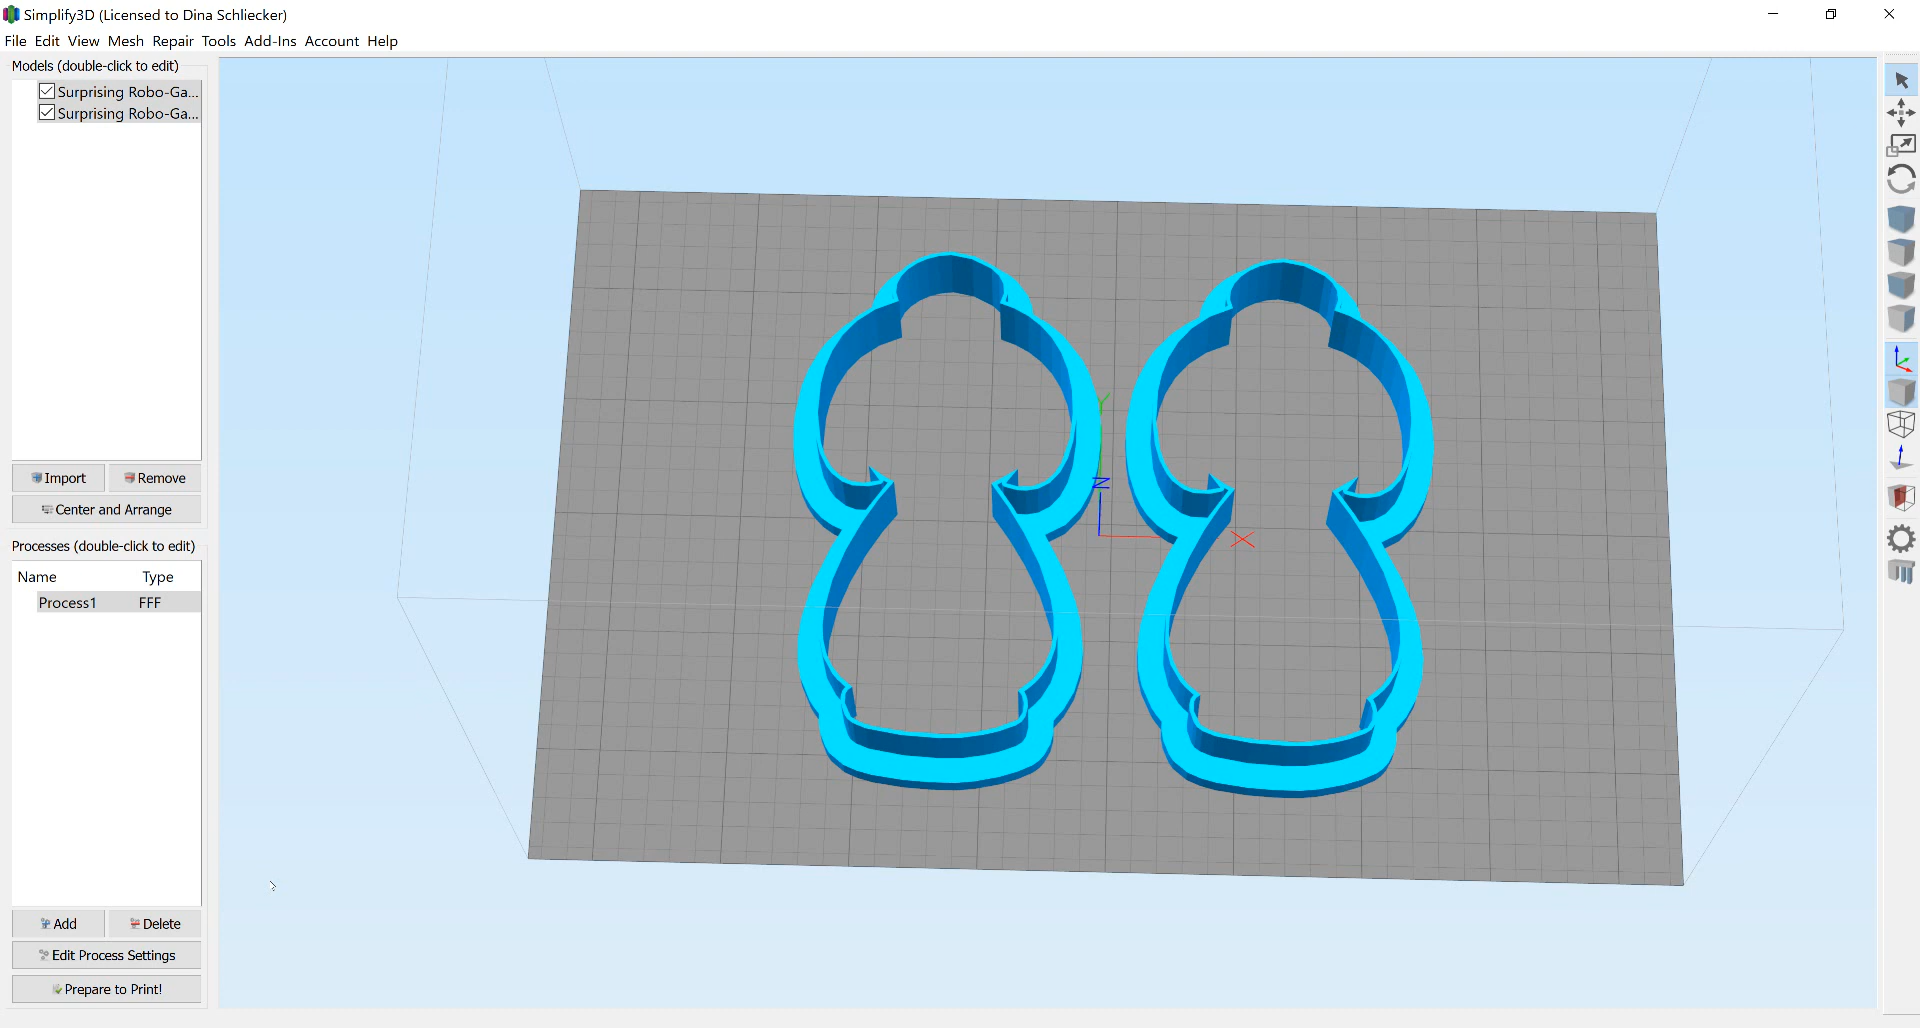 Simplify3D (Licensed to Dina Schliecker)
File Edit View Mesh Repair Tools Add-Ins Account Help
Models (double-click to edit)
Surprising Robo-Ga...
Surprising Robo-Ga...
Import Remove
Center and Arrange
Processes (double-click to edit)
Name Type
Process1 FFF
Add Delete
Edit Process Settings
Prepare to Print!
Y
Z
X